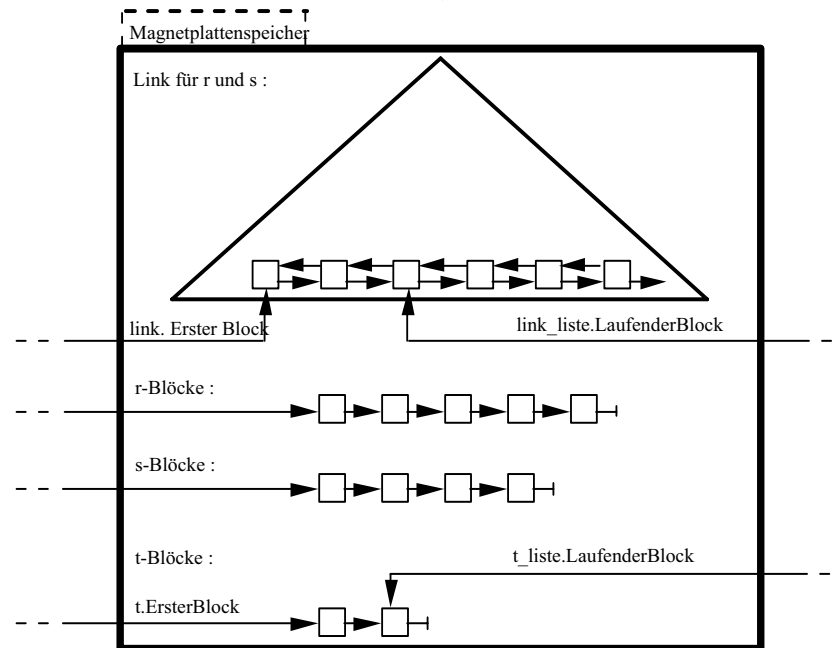 Magnetplattenspeicher
Link für r und s :
link. Erster Block
link_liste.LaufenderBlock
r-Blöcke :
s-Blöcke :
t-Blöcke :
t_liste.LaufenderBlock
t.ErsterBlock